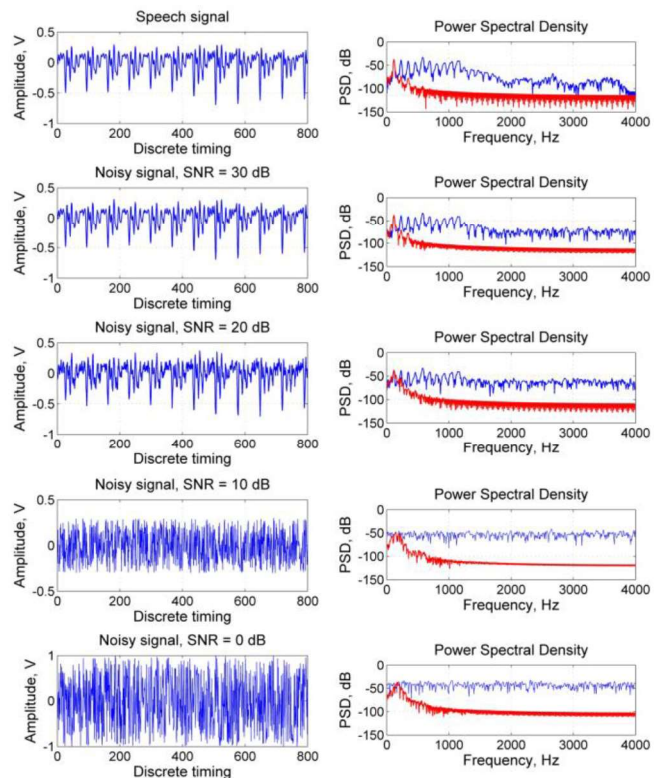 Speech signal
Amplitude, V
0.5
0
-0.5
-1
0 200 400 600 800
Discrete timing
Power Spectral Density
PSD, dB
0
-50
-100
-150
0 1000 2000 3000 4000
Frequency, Hz
Noisy signal, SNR = 30 dB
Amplitude, V
0.5
0
-0.5
-1
0 200 400 600 800
Discrete timing
Power Spectral Density
PSD, dB
0
-50
-100
-150
0 1000 2000 3000 4000
Frequency, Hz
Noisy signal, SNR = 20 dB
Amplitude, V
0.5
0
-0.5
-1
0 200 400 600 800
Discrete timing
Power Spectral Density
PSD, dB
0
-50
-100
-150
0 1000 2000 3000 4000
Frequency, Hz
Noisy signal, SNR = 10 dB
Amplitude, V
0.5
0
-0.5
0 200 400 600 800
Discrete timing
Power Spectral Density
PSD, dB
0
-50
-100
-150
0 1000 2000 3000 4000
Frequency, Hz
Noisy signal, SNR = 0 dB
Amplitude, V
1
0
-1
0 200 400 600 800
Discrete timing
Power Spectral Density
PSD, dB
0
-50
-100
-150
0 1000 2000 3000 4000
Frequency, Hz